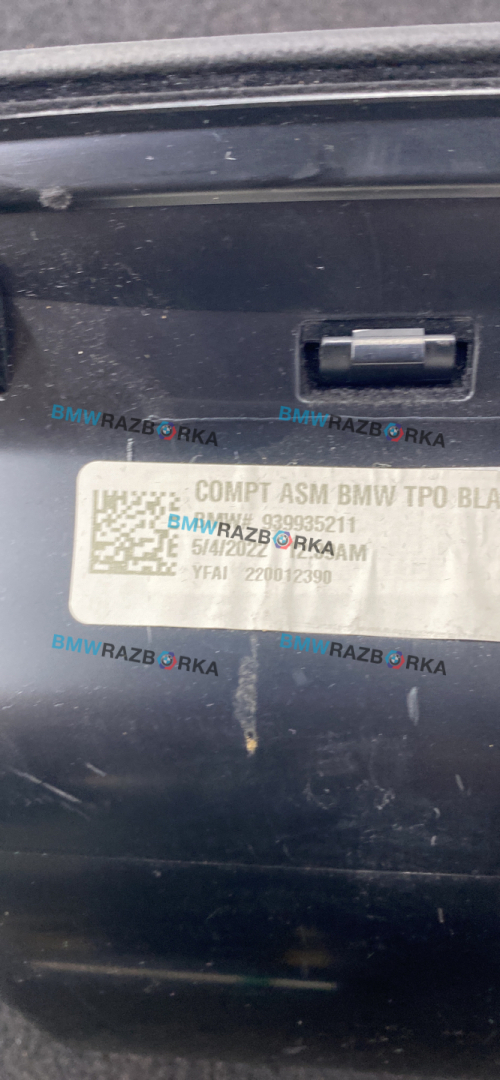 BMWRAZBORKA BMWRAZBORKA
COMPT ASM BMW TPO BLA
BMW# 939935211
BMWRAZBORKA
5/4/2022
YFAI 220012390
BMWRAZBORKA BMWRAZBORKA